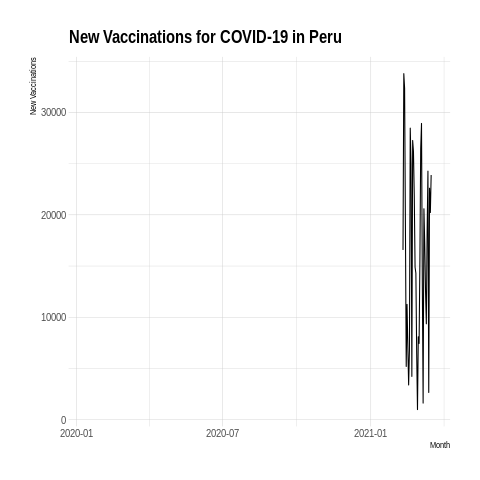 New Vaccinations for COVID-19 in Peru
New Vaccinations
30000
20000
10000
0
2020-01 2020-07 2021-01
Month